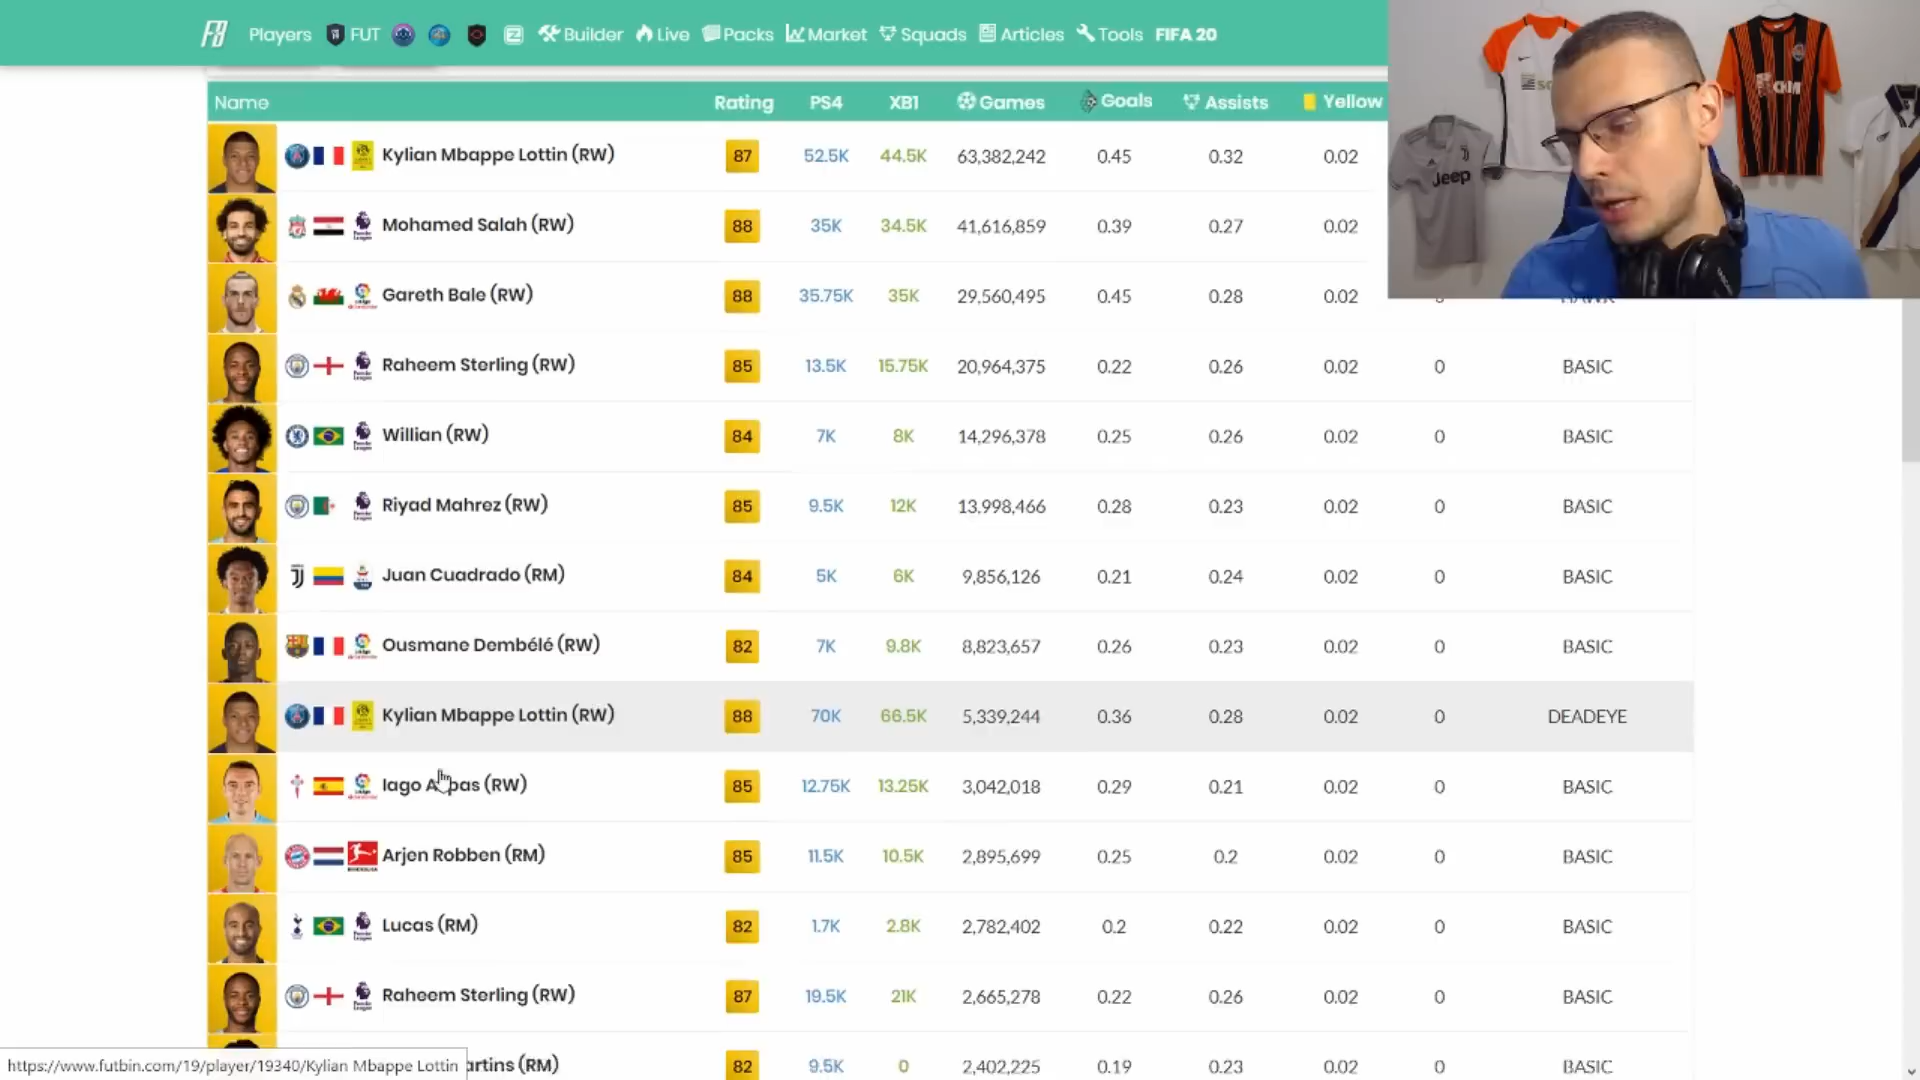 Players FUT Builder Live Packs Market Squads Articles Tools FIFA 20
Name Rating PS4 XB1 Games Goals Assists Yellow
Kylian Mbappe Lottin (RW) 87 52.5K 44.5K 63,382,242 0.45 0.32 0.02
Mohamed Salah (RW) 88 35K 34.5K 41,616,859 0.39 0.27 0.02
Gareth Bale (RW) 88 35.75K 35K 29,560,495 0.45 0.28 0.02
Raheem Sterling (RW) 85 13.5K 15.75K 20,964,375 0.22 0.26 0.02 0 BASIC
Willian (RW) 84 7K 8K 14,296,378 0.25 0.26 0.02 0 BASIC
Riyad Mahrez (RW) 85 9.5K 12K 13,998,466 0.28 0.23 0.02 0 BASIC
Juan Cuadrado (RM) 84 5K 6K 9,856,126 0.21 0.24 0.02 0 BASIC
Ousmane Dembélé (RW) 82 7K 9.8K 8,823,657 0.26 0.23 0.02 0 BASIC
Kylian Mbappe Lottin (RW) 88 70K 66.5K 5,339,244 0.36 0.28 0.02 0 DEADEYE
Iago (RW) 85 12.75K 13.25K 3,042,018 0.29 0.21 0.02 0 BASIC
Arjen Robben (RM) 85 11.5K 10.5K 2,895,699 0.25 0.2 0.02 0 BASIC
Lucas (RM) 82 1.7K 2.8K 2,782,402 0.2 0.22 0.02 0 BASIC
Raheem Sterling (RW) 87 19.5K 21K 2,665,278 0.22 0.26 0.02 0 BASIC
artins (RM) 82 9.5K 0 2,402,225 0.19 0.23 0.02 0 BASIC
https://www.futbin.com/19/player/19340/Kylian Mbappe Lottin
Jeep